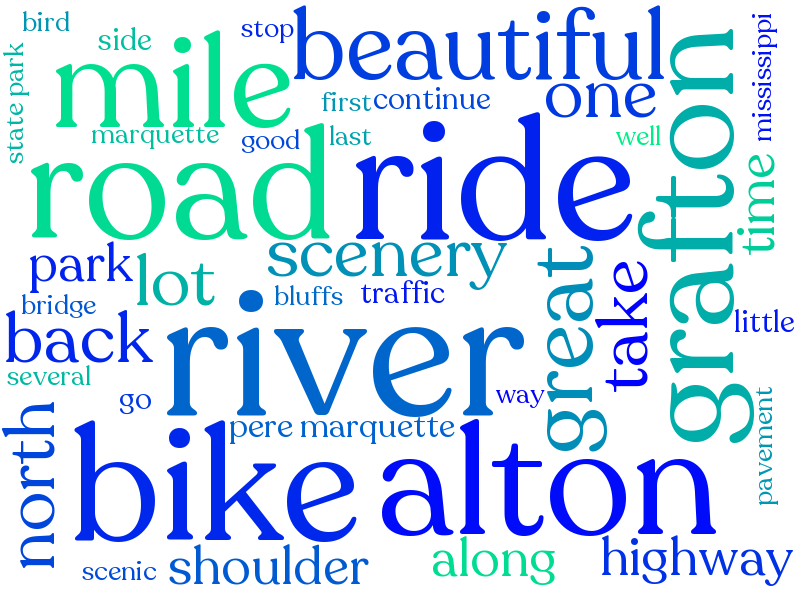 bird
side
stop
beautiful
mississippi
state park
mile
first
continue
one
grafton
marquette
good
last
well
road
ride
time
park
lot
scenery
bluffs
traffic
great
take
bridge
back
river
little
several
go
way
north
pere marquette
pavement
bike
alton
scenic
shoulder
along
highway